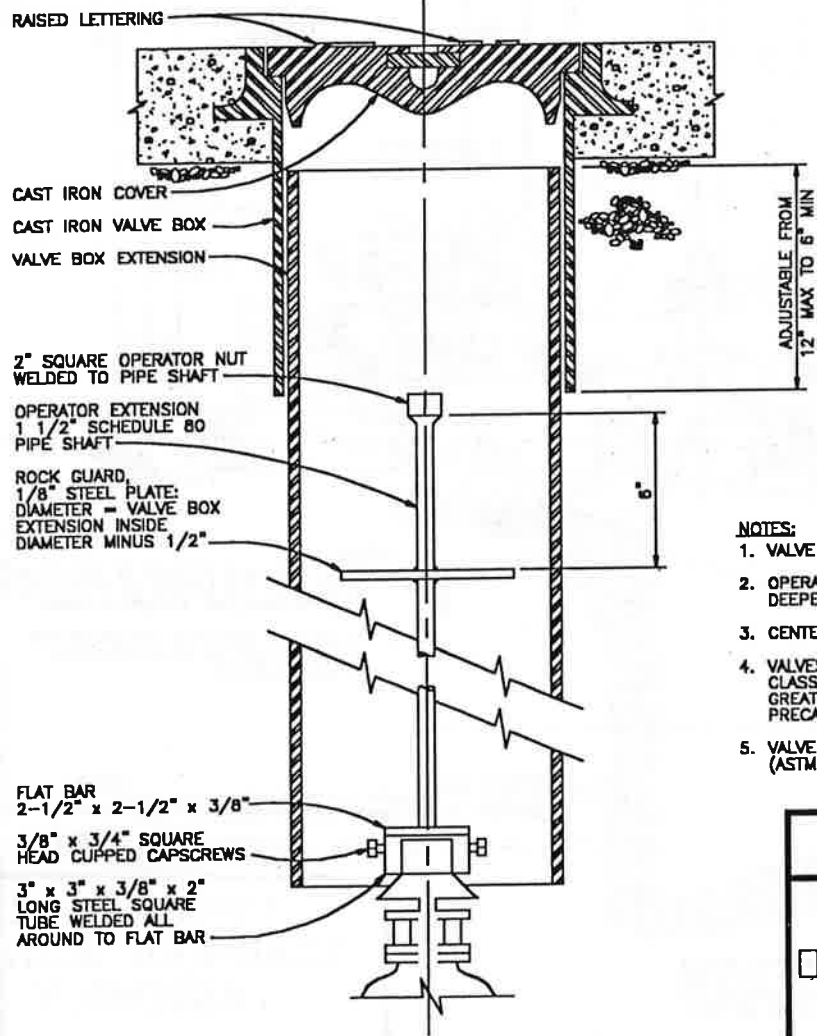 RAISED LETTERING
CAST IRON COVER
CAST IRON VALVE BOX
VALVE BOX EXTENSION
ADJUSTABLE FROM
12" MAX TO 6" MIN
2" SQUARE OPERATOR NUT
WELDED TO PIPE SHAFT
OPERATOR EXTENSION
1 1/2" SCHEDULE 80
PIPE SHAFT
6"
ROCK GUARD,
1/8" STEEL PLATE:
DIAMETER = VALVE BOX
EXTENSION INSIDE
DIAMETER MINUS 1/2"
NOTES:
1. VALVE
2. OPERA
DEEPE
3. CENTE
4. VALVE
CLASS
GREAT
PRECA
5. VALVE
(ASTM
FLAT BAR
2-1/2" x 2-1/2" x 3/8"
3/8" x 3/4" SQUARE
HEAD CUPPED CAPSCREWS
3" x 3" x 3/8" x 2"
LONG STEEL SQUARE
TUBE WELDED ALL
AROUND TO FLAT BAR